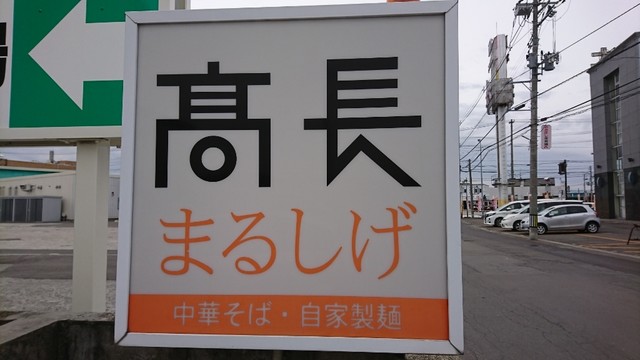 髙長
まるしげ
中華そば・自家製麺